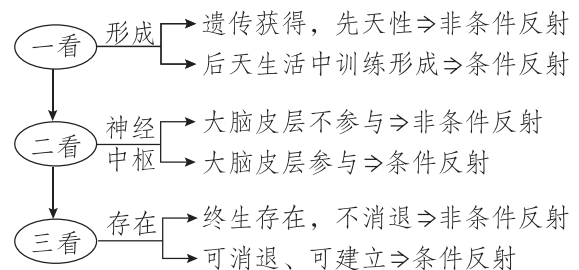 一看
形成
遗传获得，先天性⇒非条件反射
后天生活中训练形成⇒条件反射
二看
神经
中枢
大脑皮层不参与⇒非条件反射
大脑皮层参与⇒条件反射
三看
存在
终生存在，不消退⇒非条件反射
可消退、可建立⇒条件反射